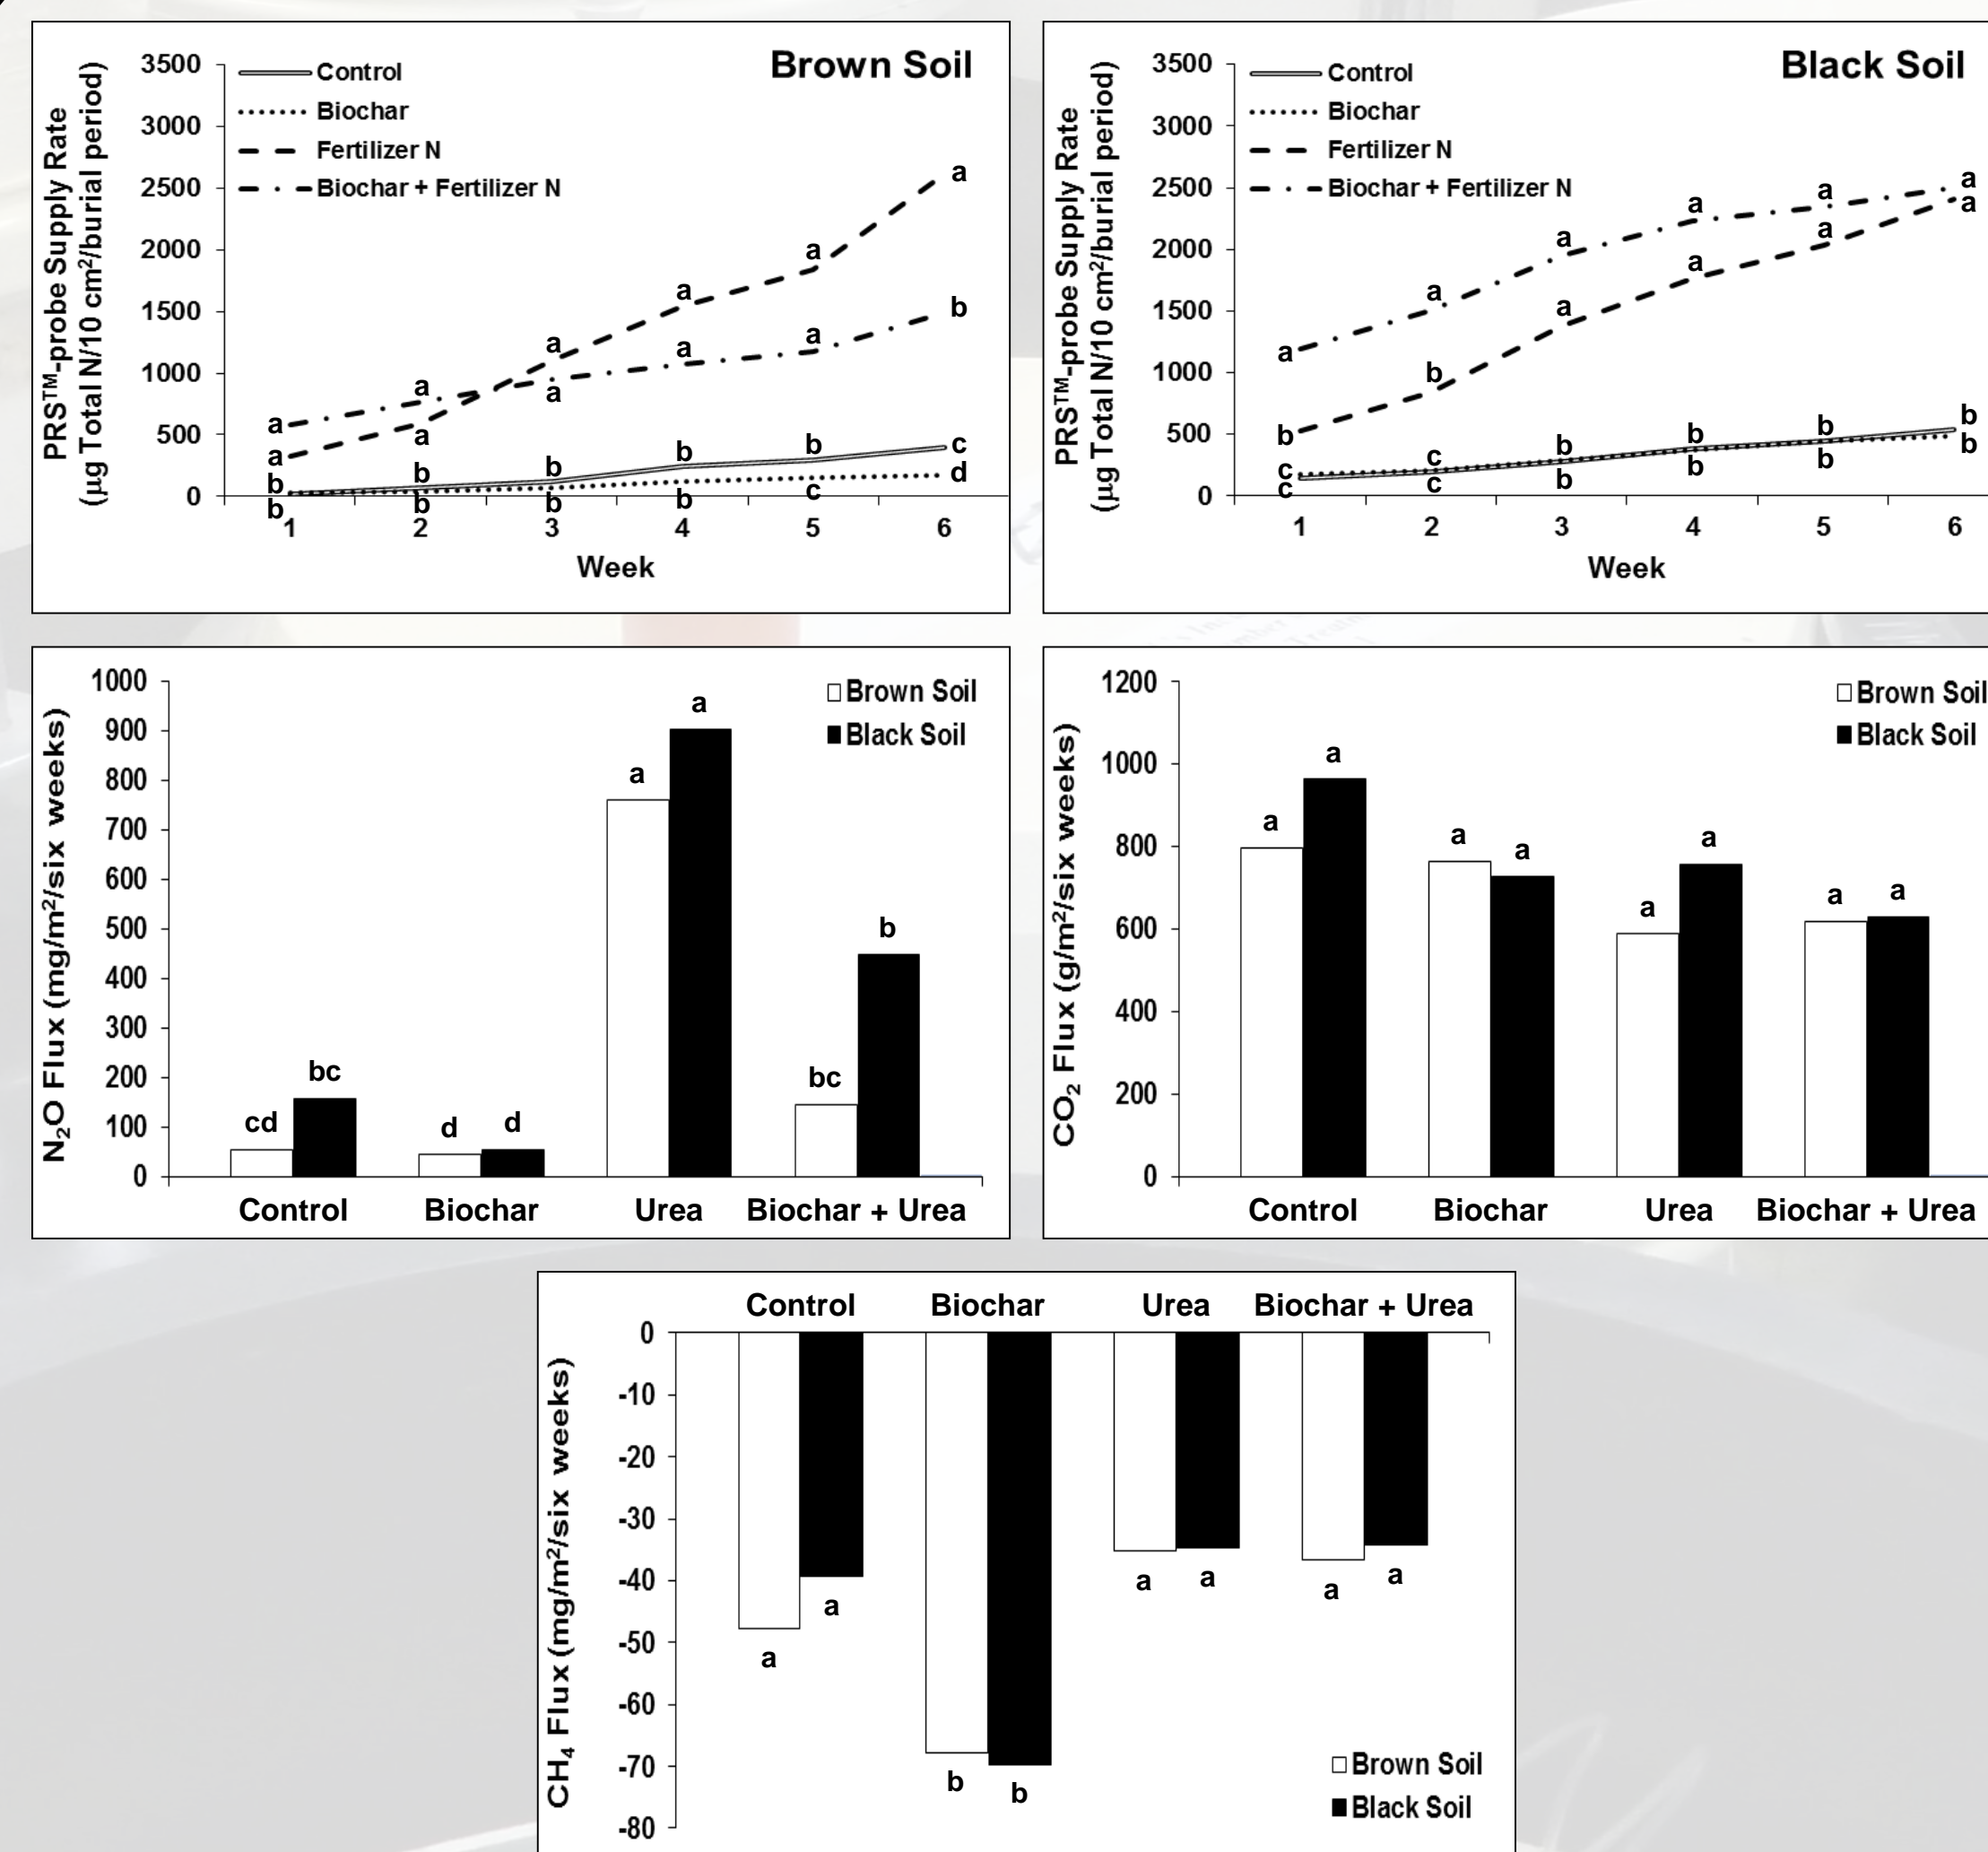 Brown Soil
PRS™-probe Supply Rate
(µg Total N/10 cm²/burial period)
3500
3000
2500
2000
1500
1000
500
0
Control
Biochar
Fertilizer N
Biochar + Fertilizer N
a
a
a
a
a
b
a
a
a
a
a
a
b
b
b
b
b
c
b
b
b
b
c
d
1 2 3 4 5 6
Week
Black Soil
PRS™-probe Supply Rate
(µg Total N/10 cm²/burial period)
3500
3000
2500
2000
1500
1000
500
0
Control
Biochar
Fertilizer N
Biochar + Fertilizer N
a
a
a
a
a
a
b
b
a
a
a
a
c
c
b
b
b
b
c
c
b
b
b
b
1 2 3 4 5 6
Week
N₂O Flux (mg/m²/six weeks)
1000
900
800
700
600
500
400
300
200
100
0
Brown Soil
Black Soil
cd bc d d a a bc b
Control Biochar Urea Biochar + Urea
CO₂ Flux (g/m²/six weeks)
1200
1000
800
600
400
200
0
Brown Soil
Black Soil
a a a a a a a a
Control Biochar Urea Biochar + Urea
Control Biochar Urea Biochar + Urea
CH₄ Flux (mg/m²/six weeks)
0
-10
-20
-30
-40
-50
-60
-70
-80
a a b b a a a a
Brown Soil
Black Soil